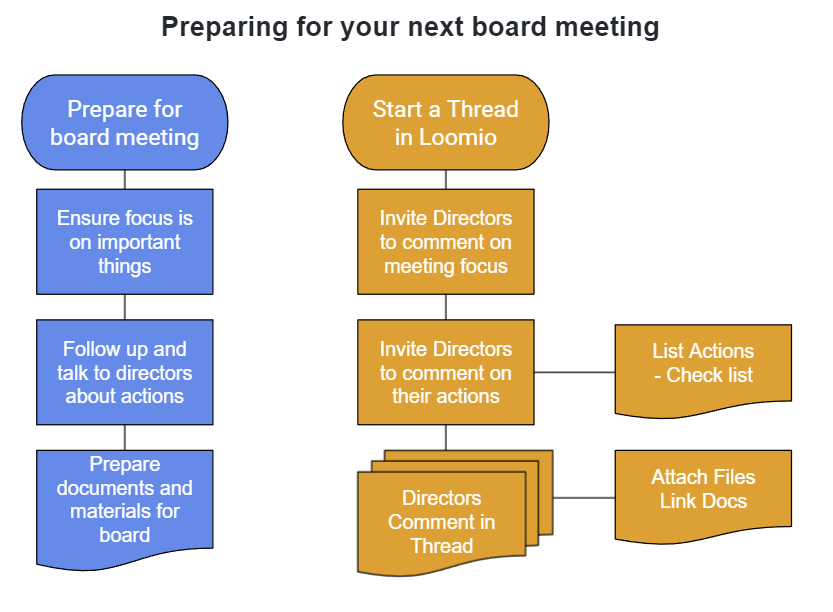 Preparing for your next board meeting
Prepare for
board meeting
Ensure focus is
on important
things
Follow up and
talk to directors
about actions
Prepare
documents and
materials for
board
Start a Thread
in Loomio
Invite Directors
to comment on
meeting focus
Invite Directors
to comment on
their actions
List Actions
- Check list
Directors
Comment in
Thread
Attach Files
Link Docs